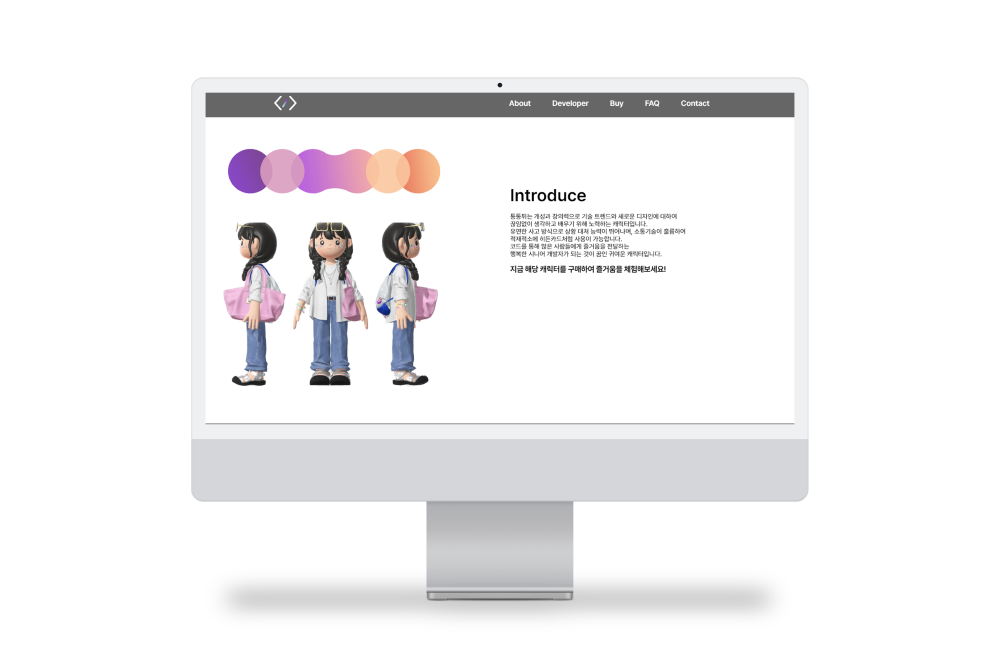 About Developer Buy FAQ Contact
Introduce
통통튀는 개성과 창의력으로 기술 트렌드와 새로운 디자인에 대하여
끊임없이 생각하고 배우기 위해 노력하는 캐릭터입니다.
유연한 사고 방식으로 상황 대처 능력이 뛰어나며, 소통기술이 훌륭하여
적재적소에 히든카드처럼 사용이 가능합니다.
코드를 통해 많은 사람들에게 즐거움을 전달하는
행복한 시니어 개발자가 되는 것이 꿈인 귀여운 캐릭터입니다.
지금 해당 캐릭터를 구매하여 즐거움을 체험해보세요!